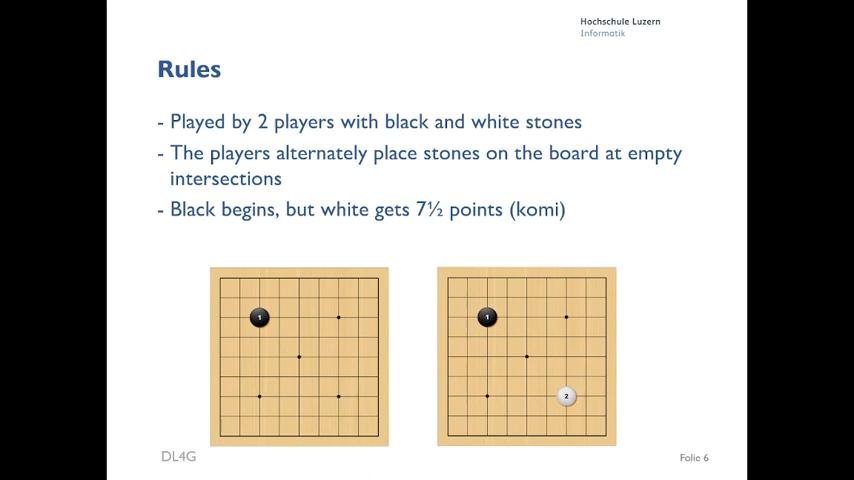 Hochschule Luzern
Informatik
Rules
- Played by 2 players with black and white stones
- The players alternately place stones on the board at empty
intersections
- Black begins, but white gets 7½ points (komi)
1
1
2
DL4G
Folie 6